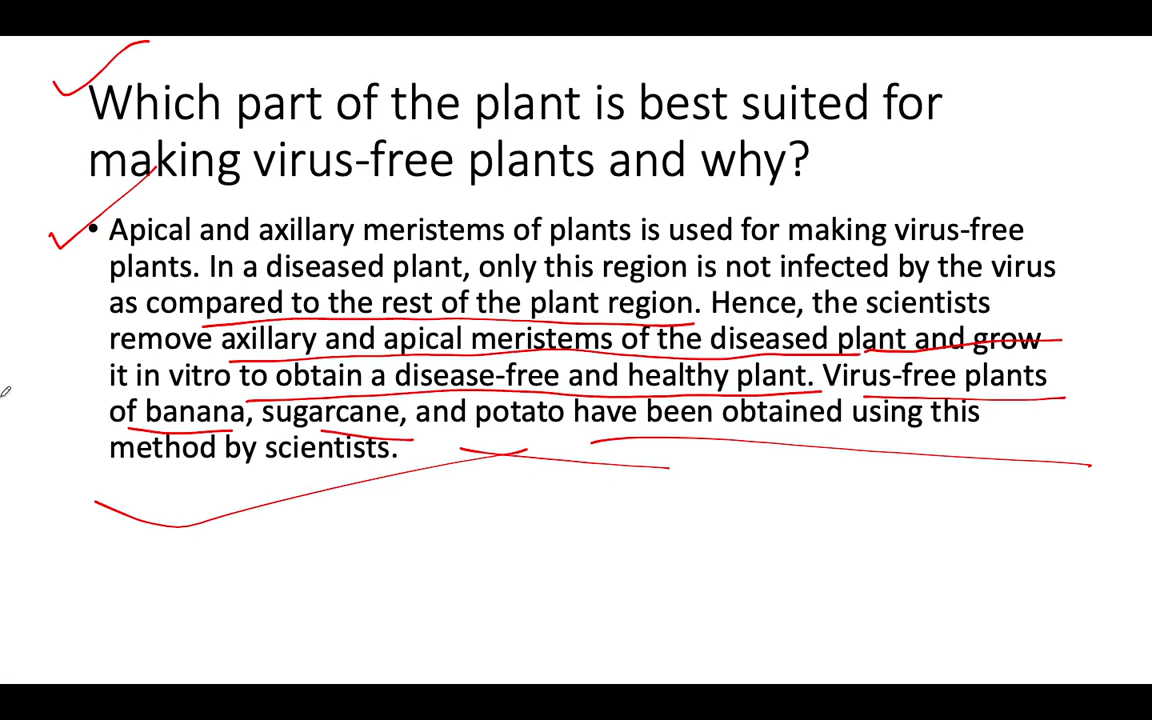 Which part of the plant is best suited for
making virus-free plants and why?
• Apical and axillary meristems of plants is used for making virus-free
plants. In a diseased plant, only this region is not infected by the virus
as compared to the rest of the plant region. Hence, the scientists
remove axillary and apical meristems of the diseased plant and grow
it in vitro to obtain a disease-free and healthy plant. Virus-free plants
of banana, sugarcane, and potato have been obtained using this
method by scientists.